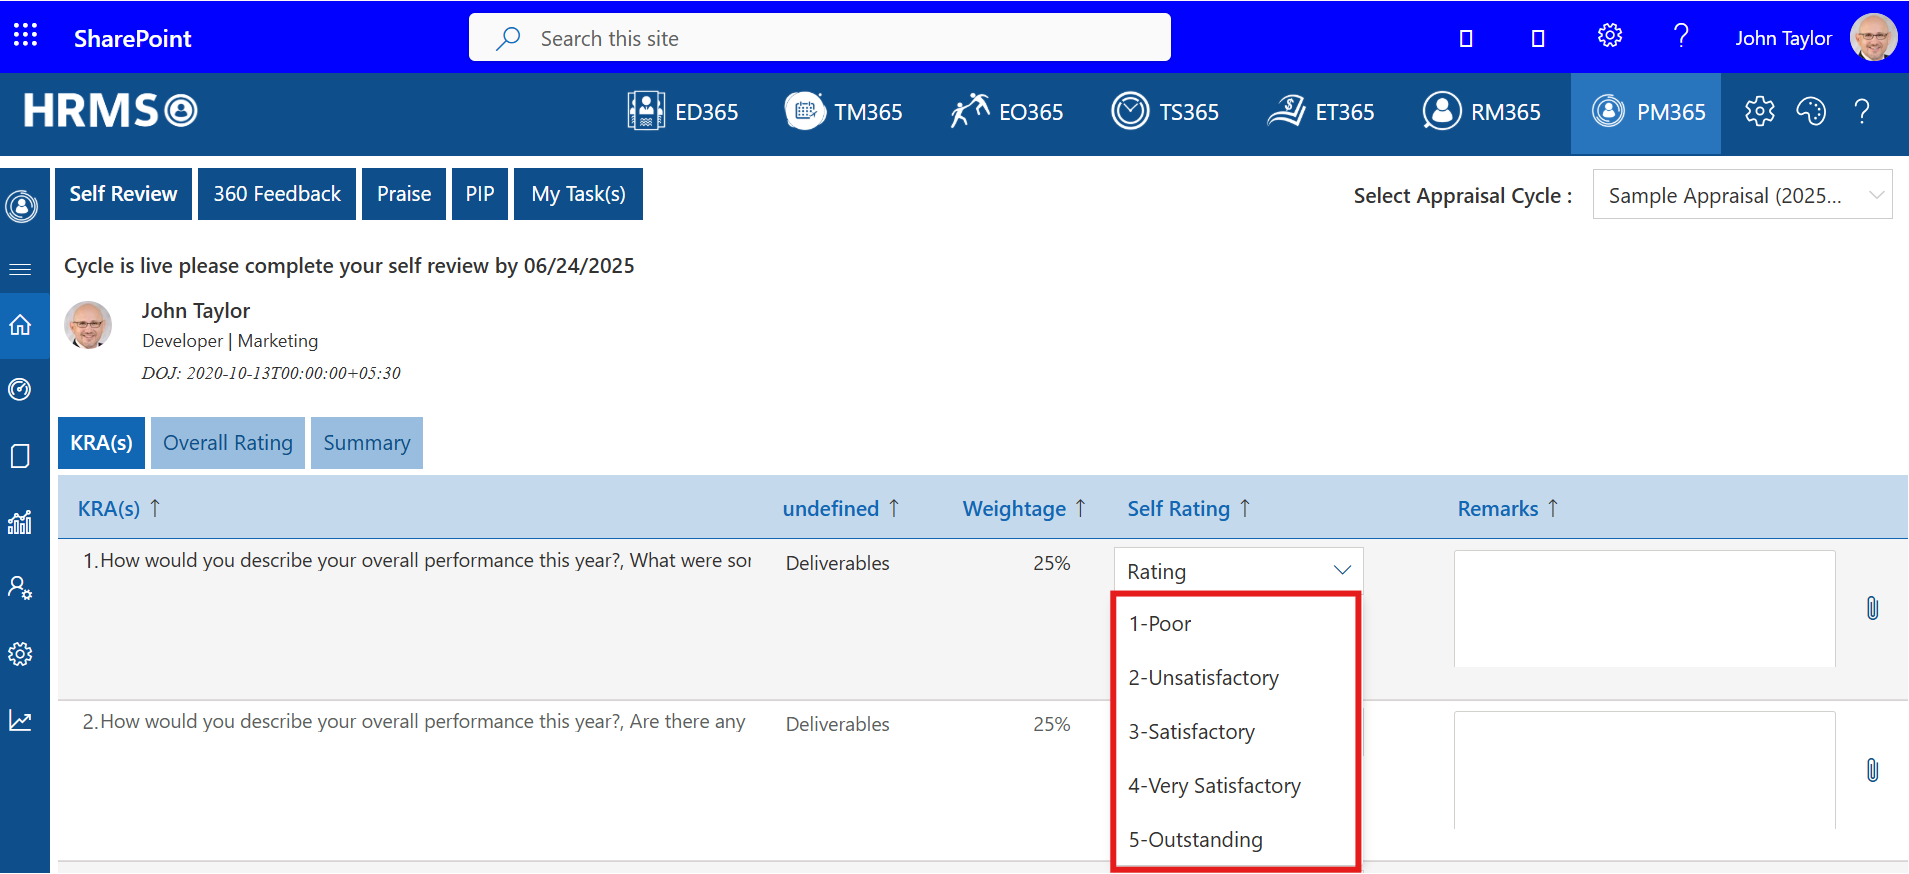 SharePoint
Search this site
?
John Taylor
HRMS
ED365
TM365
EO365
TS365
ET365
RM365
PM365
?
Self Review
360 Feedback
Praise
PIP
My Task(s)
Select Appraisal Cycle :
Sample Appraisal (2025...
Cycle is live please complete your self review by 06/24/2025
John Taylor
Developer | Marketing
DOJ: 2020-10-13T00:00:00+05:30
KRA(s)
Overall Rating
Summary
KRA(s) ↑
undefined ↑
Weightage ↑
Self Rating ↑
Remarks ↑
1.How would you describe your overall performance this year?, What were sor
Deliverables
25%
Rating
1-Poor
2-Unsatisfactory
3-Satisfactory
4-Very Satisfactory
5-Outstanding
2.How would you describe your overall performance this year?, Are there any
Deliverables
25%